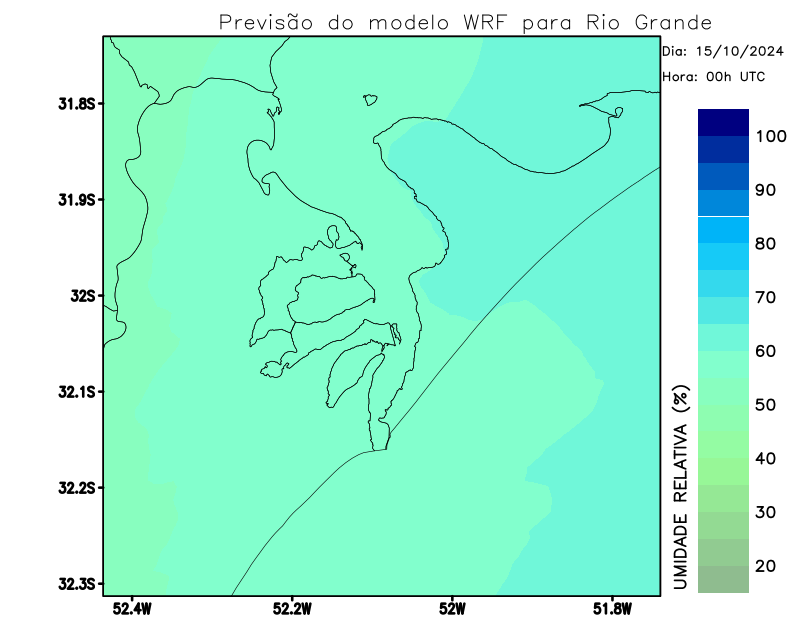 Previsão do modelo WRF para Rio Grande
Dia: 15/10/2024
Hora: 00h UTC
31.8S
31.9S
32S
32.1S
32.2S
32.3S
52.4W
52.2W
52W
51.8W
100
90
80
70
60
50
40
30
20
UMIDADE RELATIVA (%)